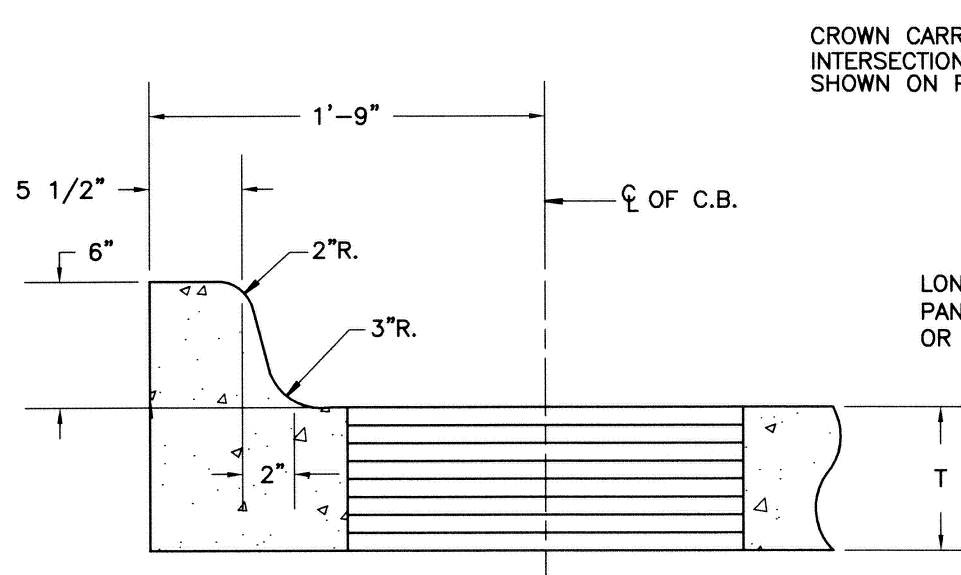 CROWN CARR
INTERSECTION
SHOWN ON
1'-9"
5 1/2"
℄ OF C.B.
6"
2"R.
LON
PAN
OR
3"R.
2"
T